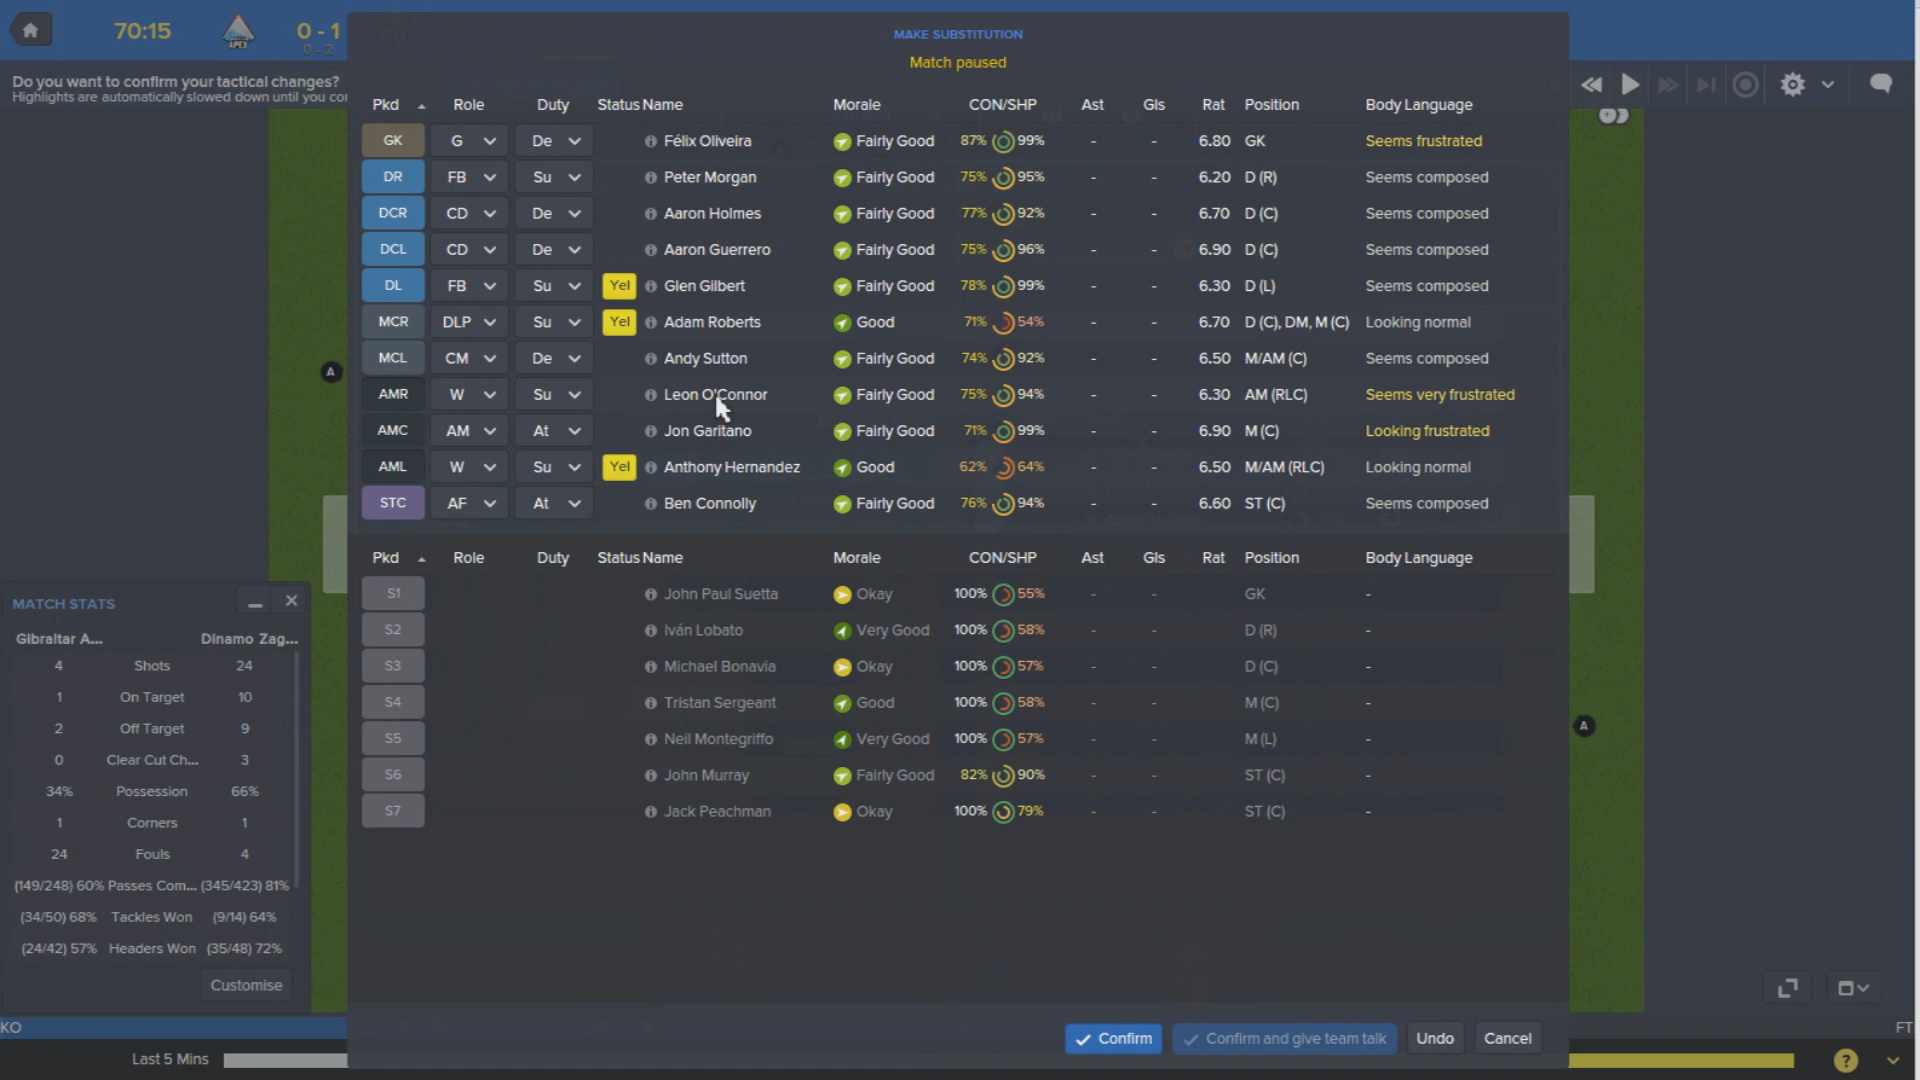 70:15
APEX
0 - 1
0 - 2
Do you want to confirm your tactical changes?
Highlights are automatically slowed down until you con
MAKE SUBSTITUTION
Match paused
Pkd Role Duty Status Name Morale CON/SHP Ast Gls Rat Position Body Language
GK G De Félix Oliveira Fairly Good 87% 99% - - 6.80 GK Seems frustrated
DR FB Su Peter Morgan Fairly Good 75% 95% - - 6.20 D (R) Seems composed
DCR CD De Aaron Holmes Fairly Good 77% 92% - - 6.70 D (C) Seems composed
DCL CD De Aaron Guerrero Fairly Good 75% 96% - - 6.90 D (C) Seems composed
DL FB Su Yel Glen Gilbert Fairly Good 78% 99% - - 6.30 D (L) Seems composed
MCR DLP Su Yel Adam Roberts Good 71% 54% - - 6.70 D (C), DM, M (C) Looking normal
MCL CM De Andy Sutton Fairly Good 74% 92% - - 6.50 M/AM (C) Seems composed
AMR W Su Leon O'Connor Fairly Good 75% 94% - - 6.30 AM (RLC) Seems very frustrated
AMC AM At Jon Garitano Fairly Good 71% 99% - - 6.90 M (C) Looking frustrated
AML W Su Yel Anthony Hernandez Good 62% 64% - - 6.50 M/AM (RLC) Looking normal
STC AF At Ben Connolly Fairly Good 76% 94% - - 6.60 ST (C) Seems composed
Pkd Role Duty Status Name Morale CON/SHP Ast Gls Rat Position Body Language
S1 John Paul Suetta Okay 100% 55% - - GK -
S2 Iván Lobato Very Good 100% 58% - - D (R) -
S3 Michael Bonavia Okay 100% 57% - - D (C) -
S4 Tristan Sergeant Good 100% 58% - - M (C) -
S5 Neil Montegriffo Very Good 100% 57% - - M (L) -
S6 John Murray Fairly Good 82% 90% - - ST (C) -
S7 Jack Peachman Okay 100% 79% - - ST (C) -
A
A
MATCH STATS
Gibraltar A... Dinamo Zag...
4 Shots 24
1 On Target 10
2 Off Target 9
0 Clear Cut Ch... 3
34% Possession 66%
1 Corners 1
24 Fouls 4
(149/248) 60% Passes Com... (345/423) 81%
(34/50) 68% Tackles Won (9/14) 64%
(24/42) 57% Headers Won (35/48) 72%
Customise
KO
FT
Confirm
Confirm and give team talk
Undo
Cancel
Last 5 Mins
?